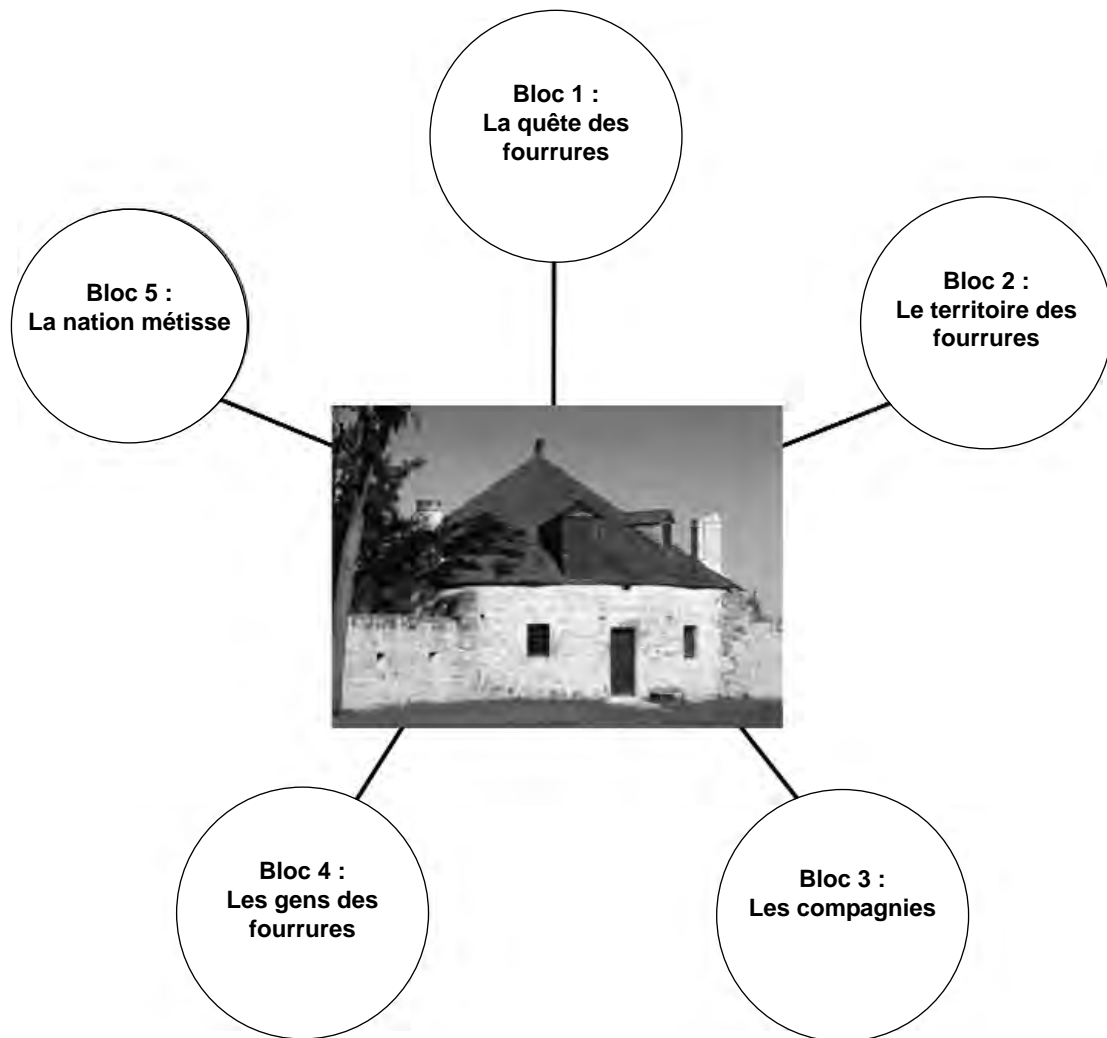 Bloc 1 :
La quête des
fourrures
Bloc 2 :
Le territoire des
fourrures
Bloc 3 :
Les compagnies
Bloc 4 :
Les gens des
fourrures
Bloc 5 :
La nation métisse